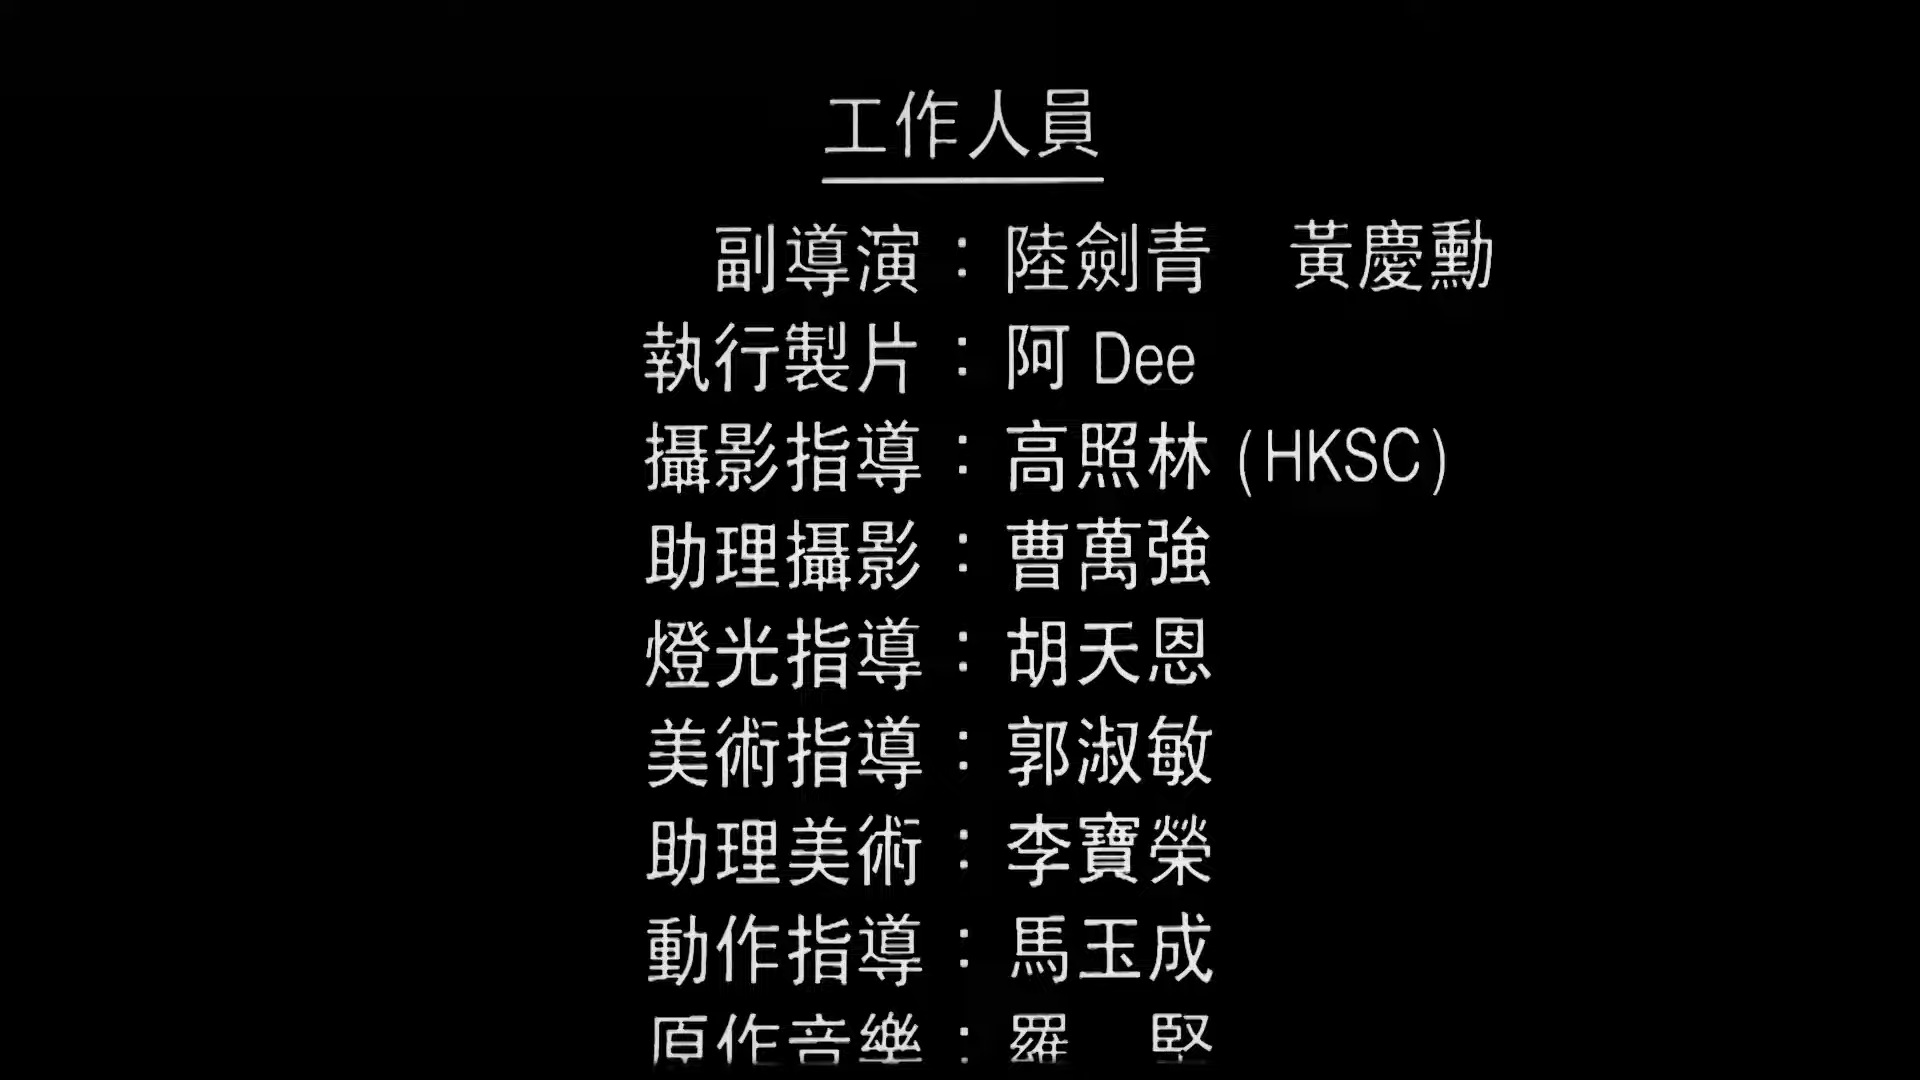 工作人員
副導演：陸劍青　黃慶勳
執行製片：阿 Dee
攝影指導：高照林 (HKSC)
助理攝影：曹萬強
燈光指導：胡天恩
美術指導：郭淑敏
助理美術：李寶榮
動作指導：馬玉成
原作音樂：羅　堅